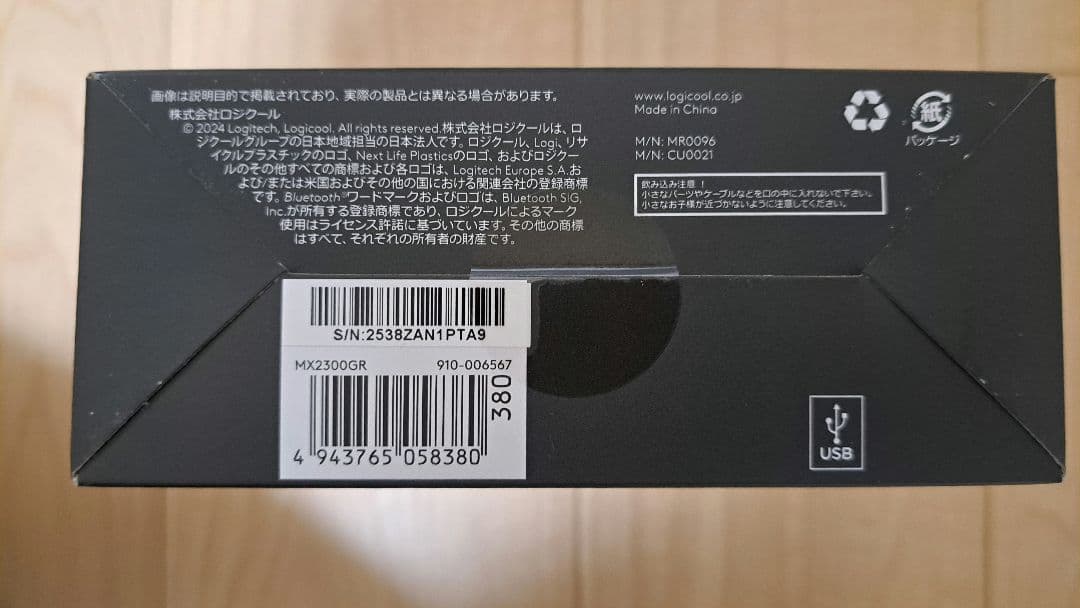 画像は説明目的で掲載されており、実際の製品とは異なる場合があります。
株式会社ロジクール
© 2024 Logitech, Logicool. All rights reserved.株式会社ロジクールは、ロ
ジクールグループの日本地域担当の日本法人です。ロジクール、Logi、リサ
イクルプラスチックのロゴ、Next Life Plasticsのロゴ、およびロジクー
ルのその他すべての商標および各ロゴは、Logitech Europe S.A.お
よび/または米国およびその他の国における関連会社の登録商標
です。Bluetooth®ワードマークおよびロゴは、Bluetooth SIG,
Inc.が所有する登録商標であり、ロジクールによるマーク
使用はライセンス許諾に基づいています。その他の商標
はすべて、それぞれの所有者の財産です。
www.logicool.co.jp
Made in China
M/N: MR0096
M/N: CU0021
飲み込み注意！
小さなパーツやケーブルなどを口の中に入れないで下さい。
小さなお子様が近づかないように注意してください。
紙
パッケージ
S/N:2538ZAN1PTA9
MX2300GR 910-006567
380
4 943765 058380
USB